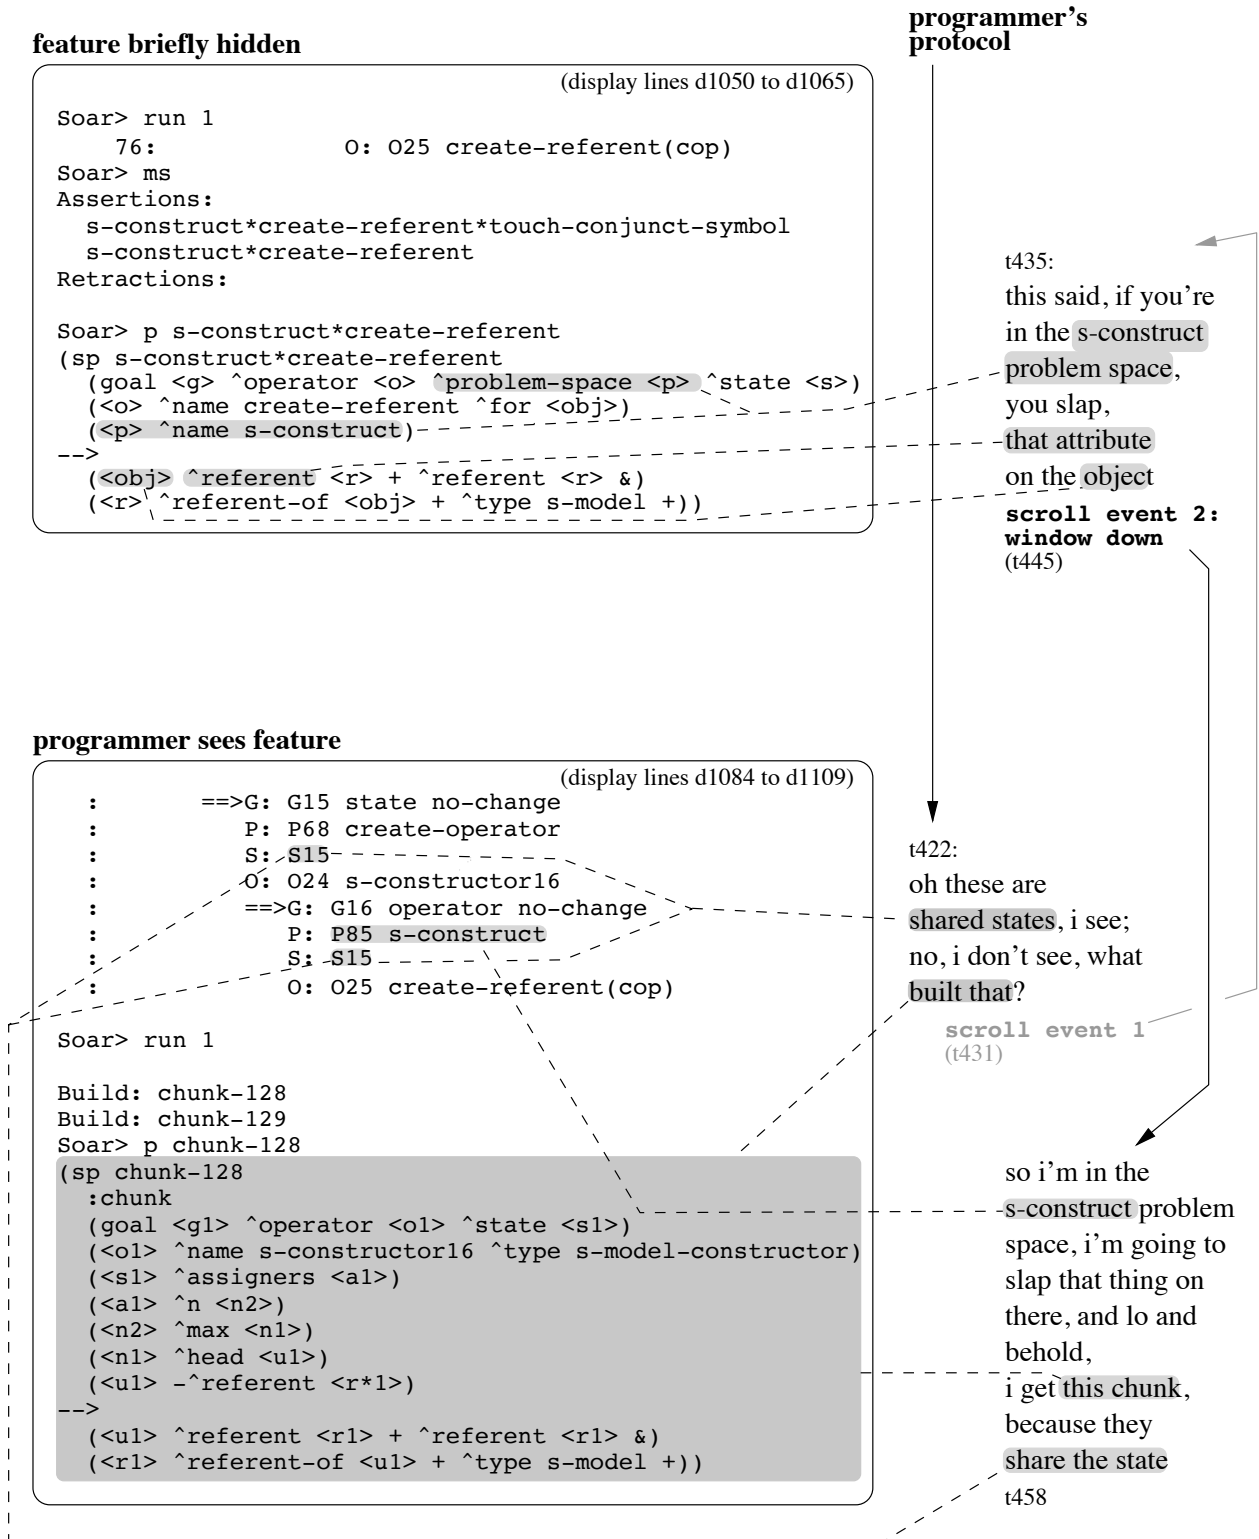 feature briefly hidden
(display lines d1050 to d1065)
Soar> run 1
76: O: O25 create-referent(cop)
Soar> ms
Assertions:
s-construct*create-referent*touch-conjunct-symbol
s-construct*create-referent
Retractions:
Soar> p s-construct*create-referent
(sp s-construct*create-referent
(goal <g> ^operator <o> ^problem-space <p> ^state <s>)
(<o> ^name create-referent ^for <obj>)
(<p> ^name s-construct)
-->
(<obj> ^referent <r> + ^referent <r> &)
(<r> ^referent-of <obj> + ^type s-model +))
programmer's
protocol
t435:
this said, if you're
in the s-construct
problem space,
you slap,
that attribute
on the object
scroll event 2:
window down
(t445)
programmer sees feature
(display lines d1084 to d1109)
: ==>G: G15 state no-change
: P: P68 create-operator
: S: S15
: O: O24 s-constructor16
: ==>G: G16 operator no-change
: P: P85 s-construct
: S: S15
: O: O25 create-referent(cop)
Soar> run 1
Build: chunk-128
Build: chunk-129
Soar> p chunk-128
(sp chunk-128
:chunk
(goal <g1> ^operator <o1> ^state <s1>)
(<o1> ^name s-constructor16 ^type s-model-constructor)
(<s1> ^assigners <a1>)
(<a1> ^n <n2>)
(<n2> ^max <n1>)
(<n1> ^head <u1>)
(<u1> -^referent <r*1>)
-->
(<u1> ^referent <r1> + ^referent <r1> &)
(<r1> ^referent-of <u1> + ^type s-model +))
t422:
oh these are
shared states, i see;
no, i don't see, what
built that?
scroll event 1
(t431)
so i'm in the
s-construct problem
space, i'm going to
slap that thing on
there, and lo and
behold,
i get this chunk,
because they
share the state
t458